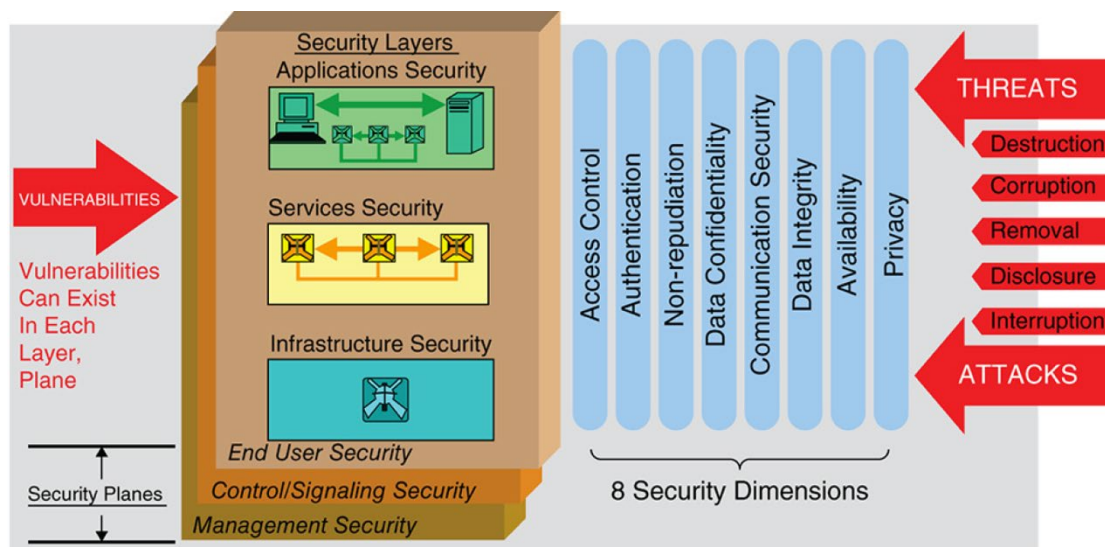 Security Layers
Applications Security
Services Security
Infrastructure Security
End User Security
Control/Signaling Security
Management Security
VULNERABILITIES
Vulnerabilities
Can Exist
In Each
Layer,
Plane
Security Planes
Access Control
Authentication
Non-repudiation
Data Confidentiality
Communication Security
Data Integrity
Availability
Privacy
8 Security Dimensions
THREATS
Destruction
Corruption
Removal
Disclosure
Interruption
ATTACKS